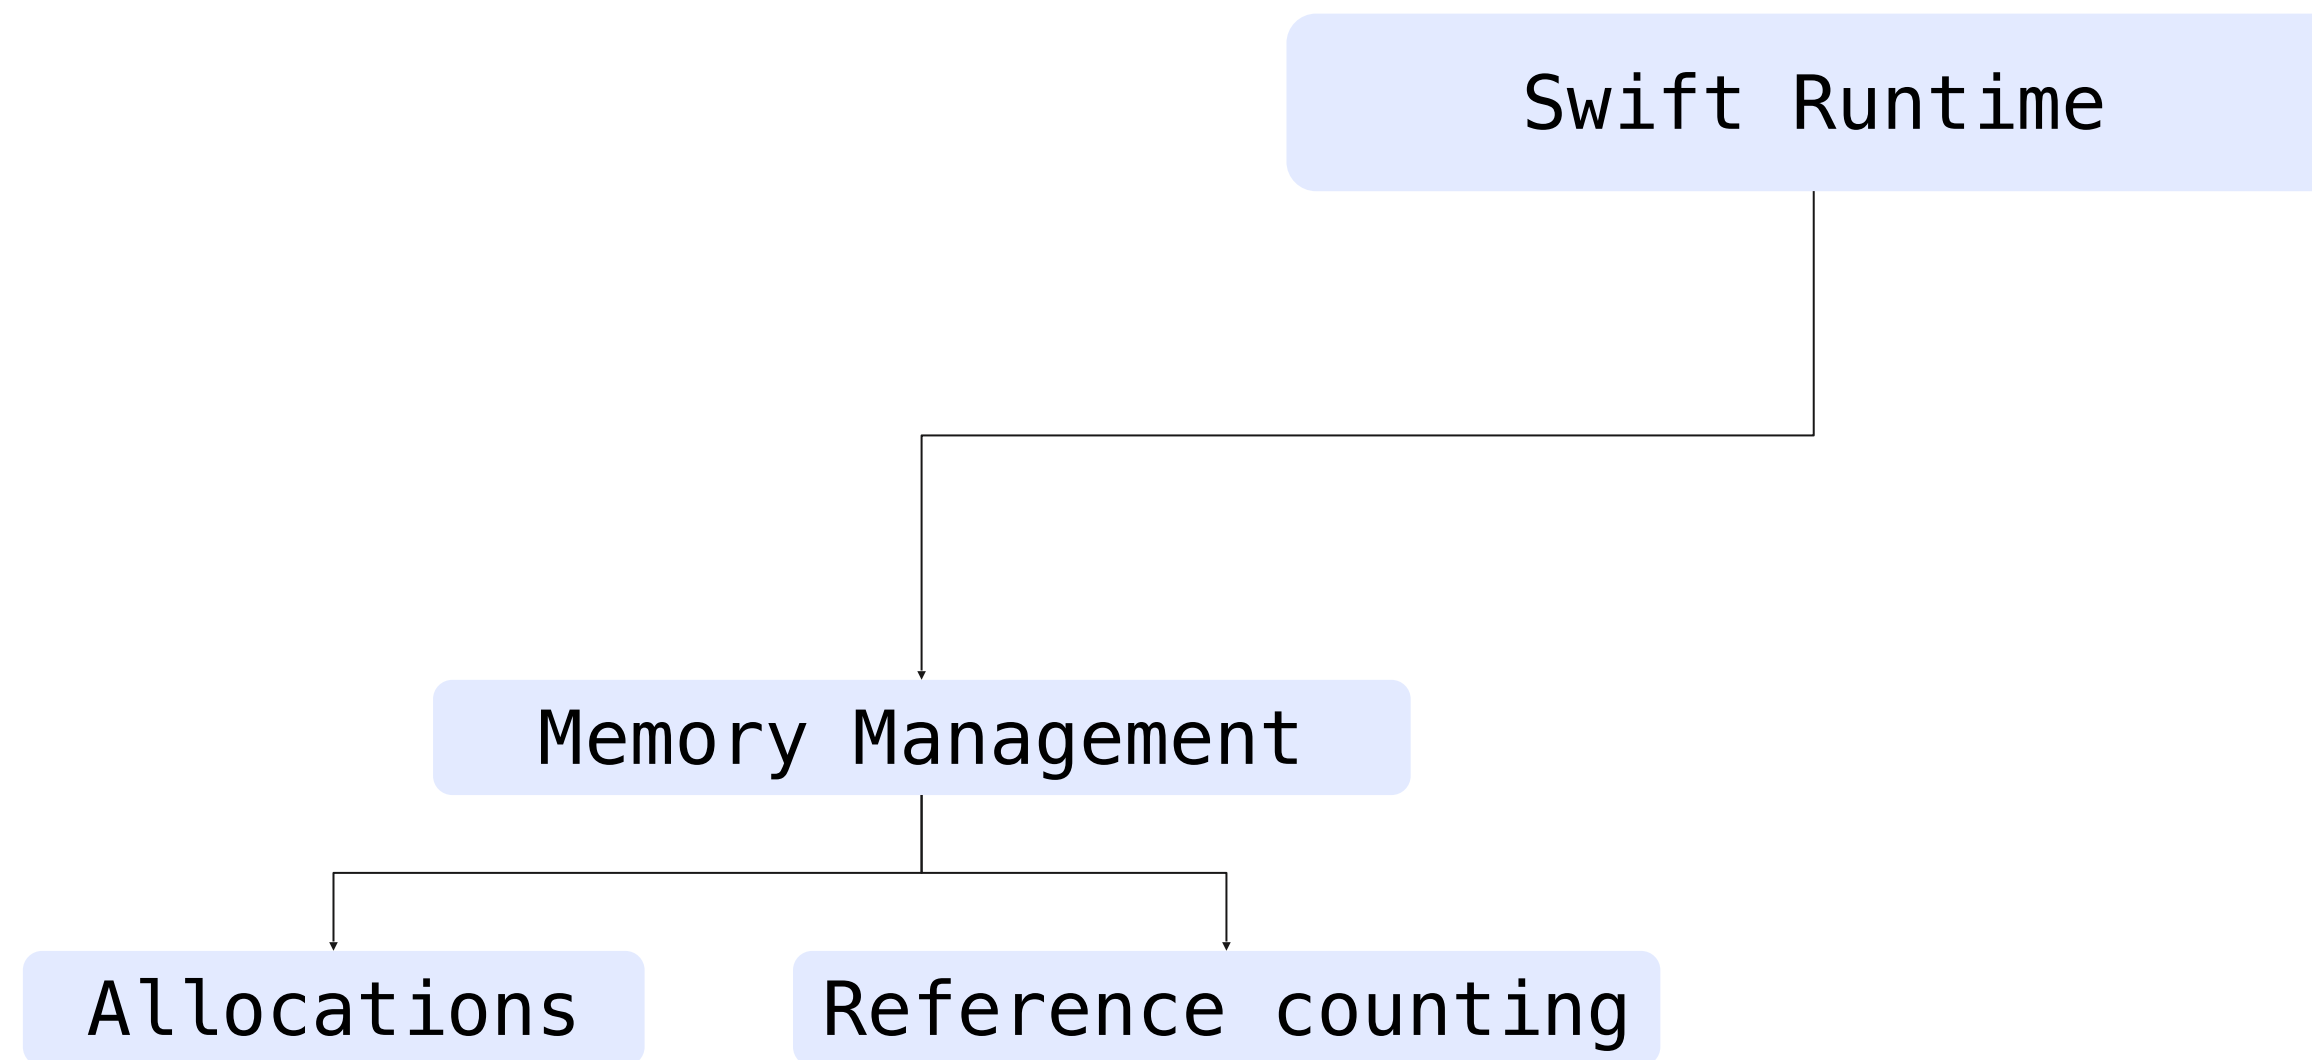 Swift Runtime
Memory Management
Allocations
Reference counting